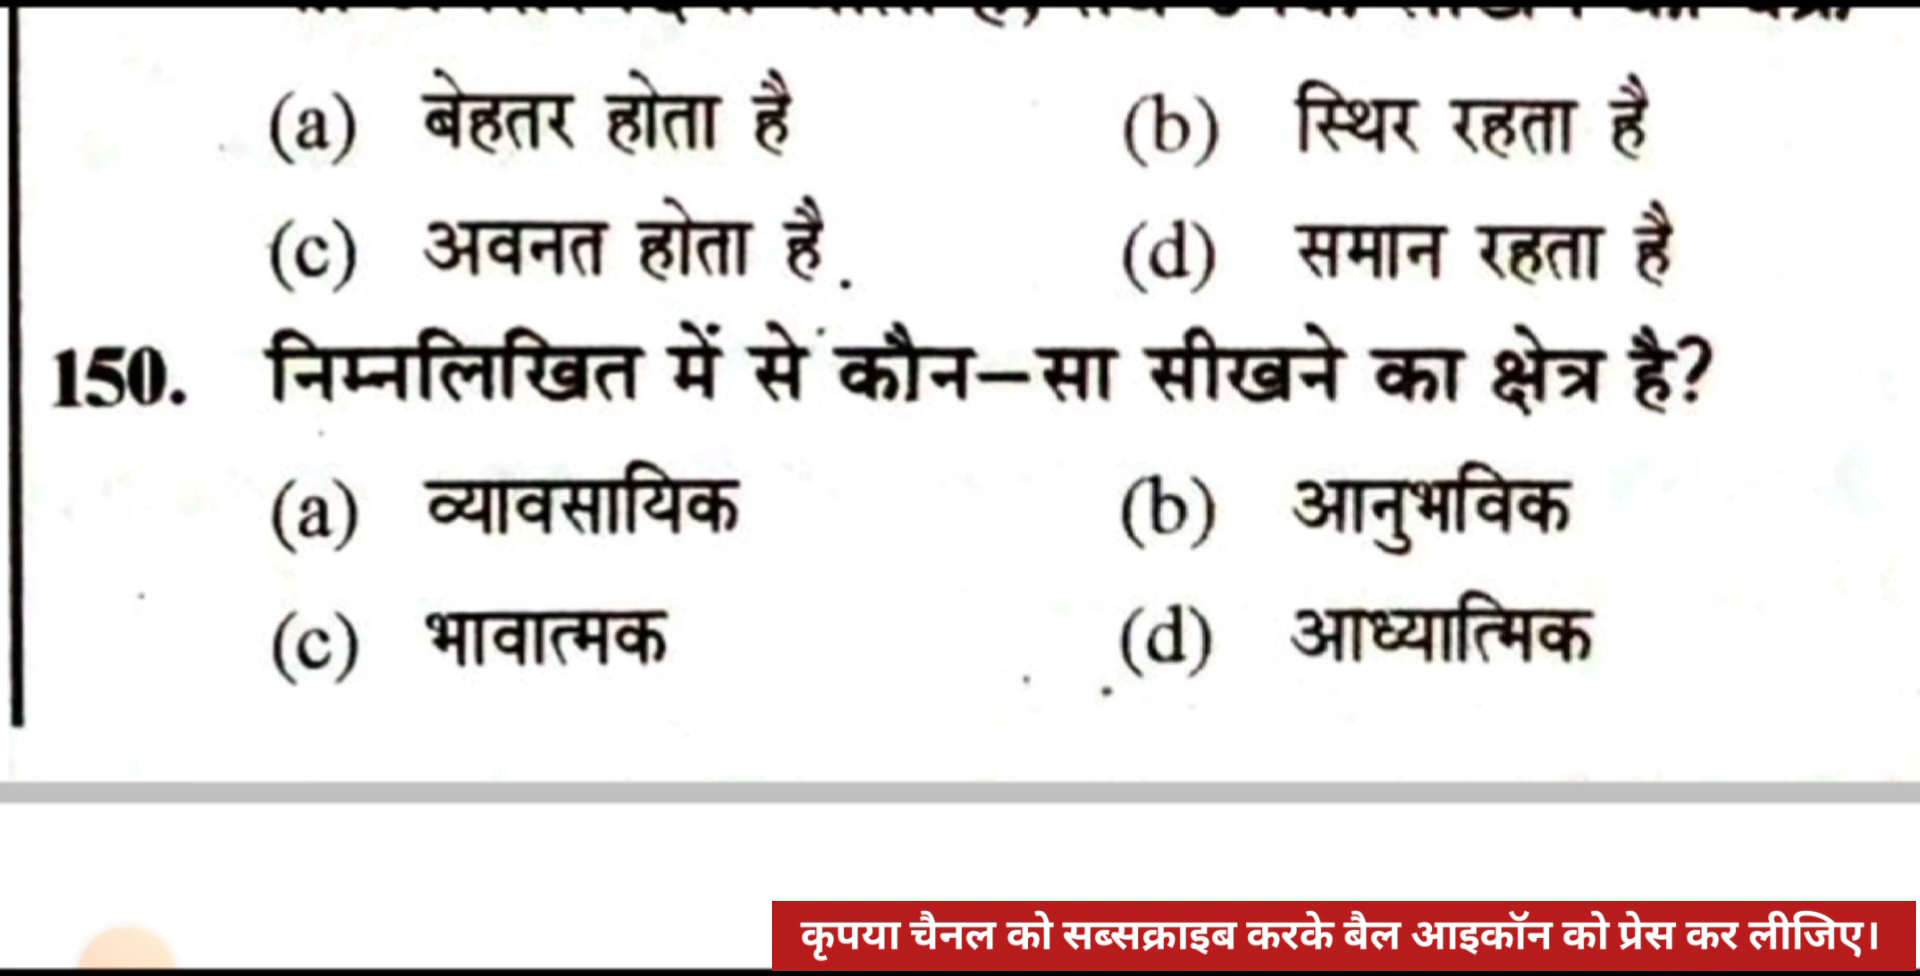 (a) बेहतर होता है (b) स्थिर रहता है
(c) अवनत होता है. (d) समान रहता है
150. निम्नलिखित में से कौन–सा सीखने का क्षेत्र है?
(a) व्यावसायिक (b) आनुभविक
(c) भावात्मक (d) आध्यात्मिक
कृपया चैनल को सब्सक्राइब करके बैल आइकॉन को प्रेस कर लीजिए।